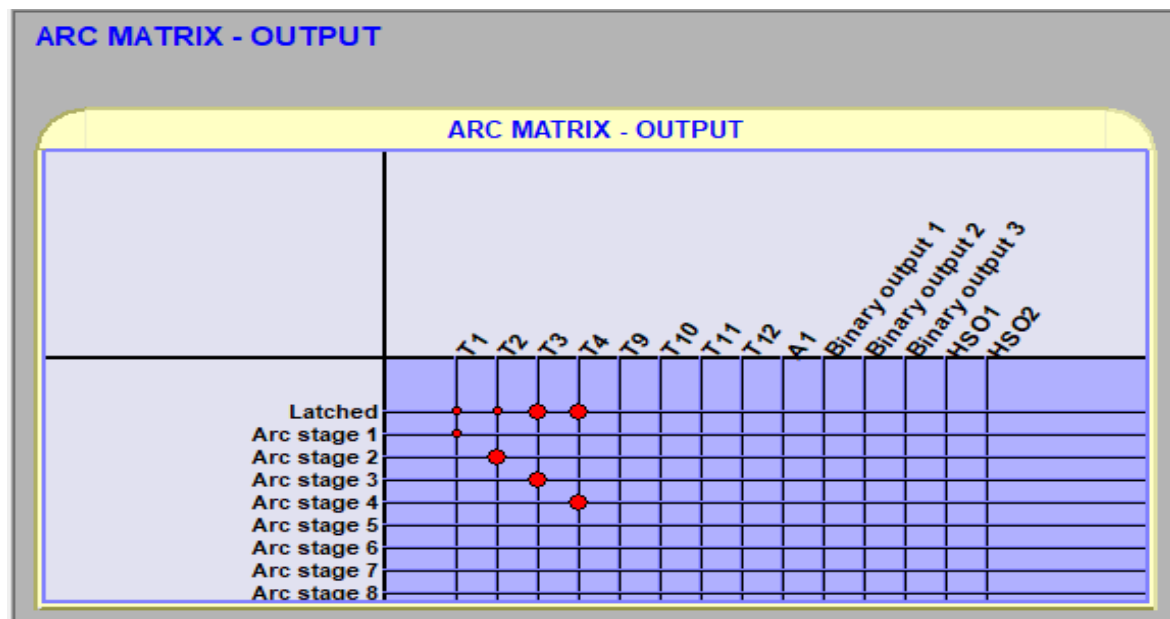 ARC MATRIX - OUTPUT
ARC MATRIX - OUTPUT
T1
T2
T3
T4
T9
T10
T11
T12
A1
Binary output 1
Binary output 2
Binary output 3
HSO1
HSO2
Latched
Arc stage 1
Arc stage 2
Arc stage 3
Arc stage 4
Arc stage 5
Arc stage 6
Arc stage 7
Arc stage 8